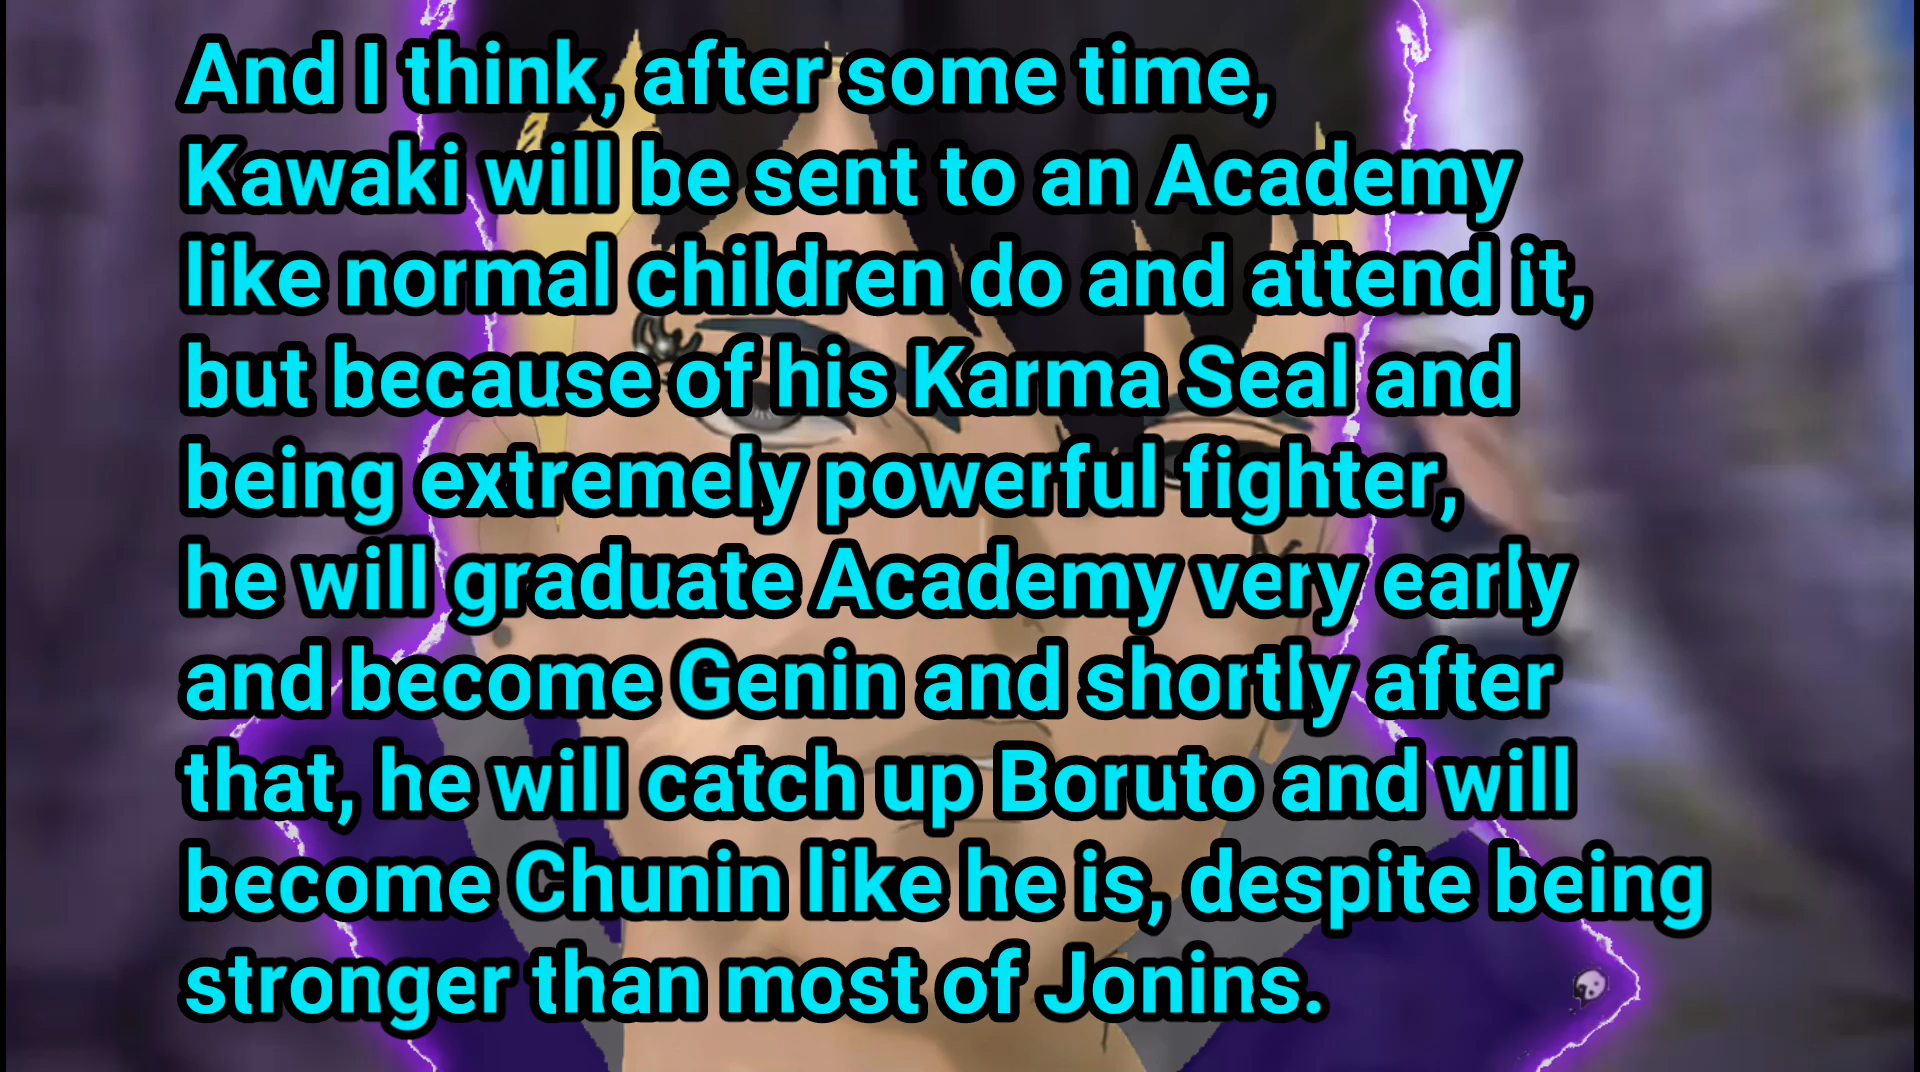 And I think, after some time,
Kawaki will be sent to an Academy
like normal children do and attend it,
but because of his Karma Seal and
being extremely powerful fighter,
he will graduate Academy very early
and become Genin and shortly after
that, he will catch up Boruto and will
become Chunin like he is, despite being
stronger than most of Jonins.